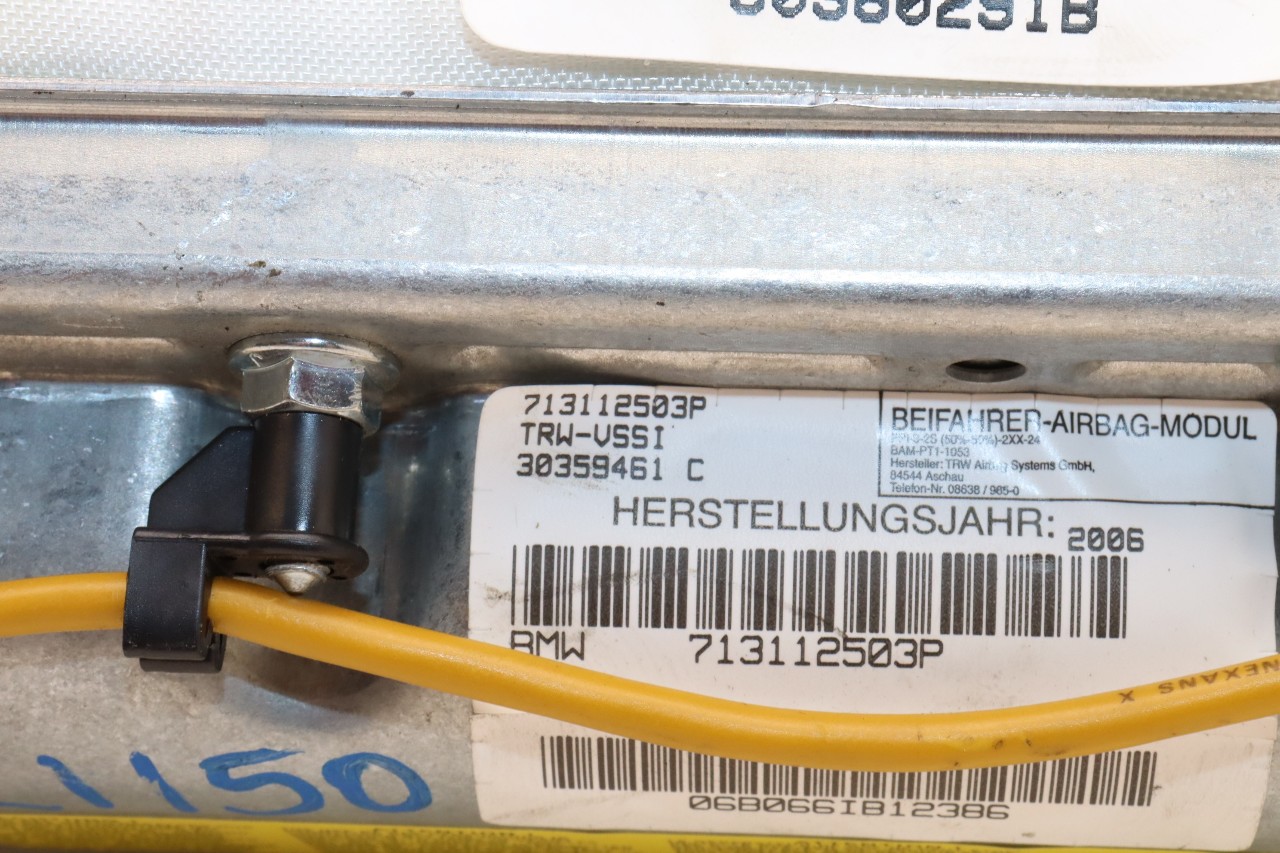 713112503P
TRW-VSSI
30359461 C
BEIFAHRER-AIRBAG-MODUL
BAM-PT1-1053
Hersteller: TRW Airbag Systems GmbH,
84544 Aschau
Telefon-Nr. 08638 / 965-0
HERSTELLUNGSJAHR: 2006
BMW 713112503P
NEXANS X
06B066IB12386
1150